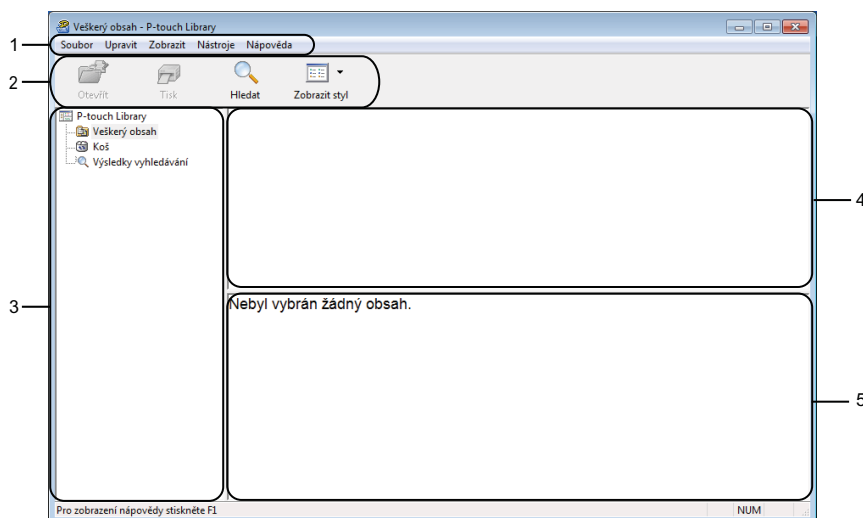 Veškerý obsah - P-touch Library
1
Soubor Upravit Zobrazit Nástroje Nápověda
2
Otevřít Tisk Hledat Zobrazit styl
P-touch Library
Veškerý obsah
Koš
Výsledky vyhledávání
4
3
Nebyl vybrán žádný obsah.
5
Pro zobrazení nápovědy stiskněte F1 NUM